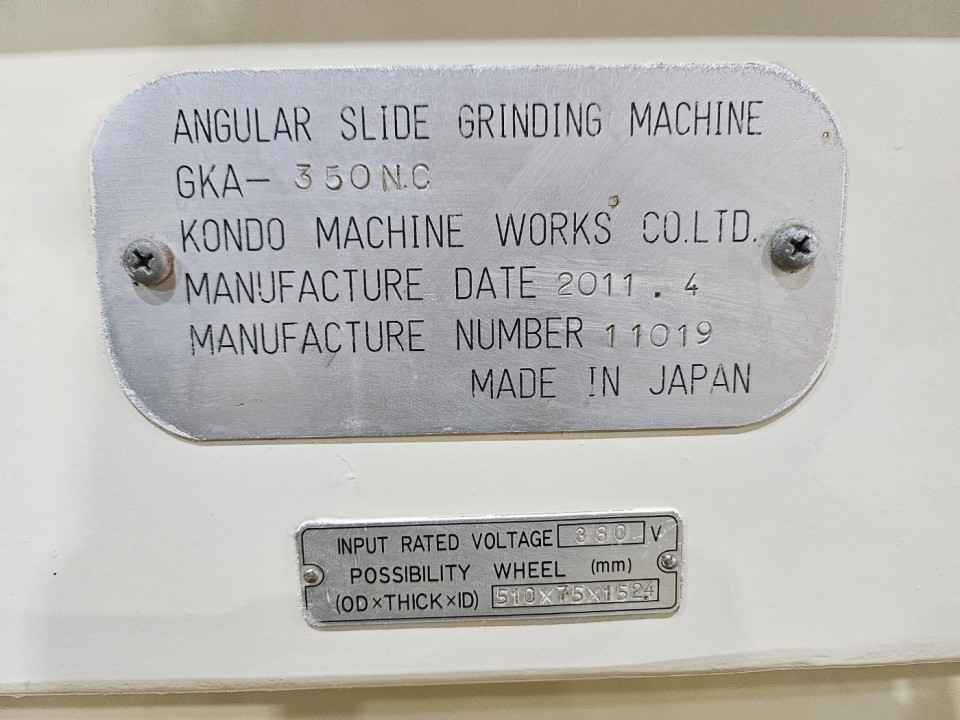 ANGULAR SLIDE GRINDING MACHINE
GKA- 350NC
KONDO MACHINE WORKS CO.LTD.
MANUFACTURE DATE 2011.4
MANUFACTURE NUMBER 11019
MADE IN JAPAN
INPUT RATED VOLTAGE 380 V
POSSIBILITY WHEEL (mm)
(OD×THICK×ID) 510×75×152.4